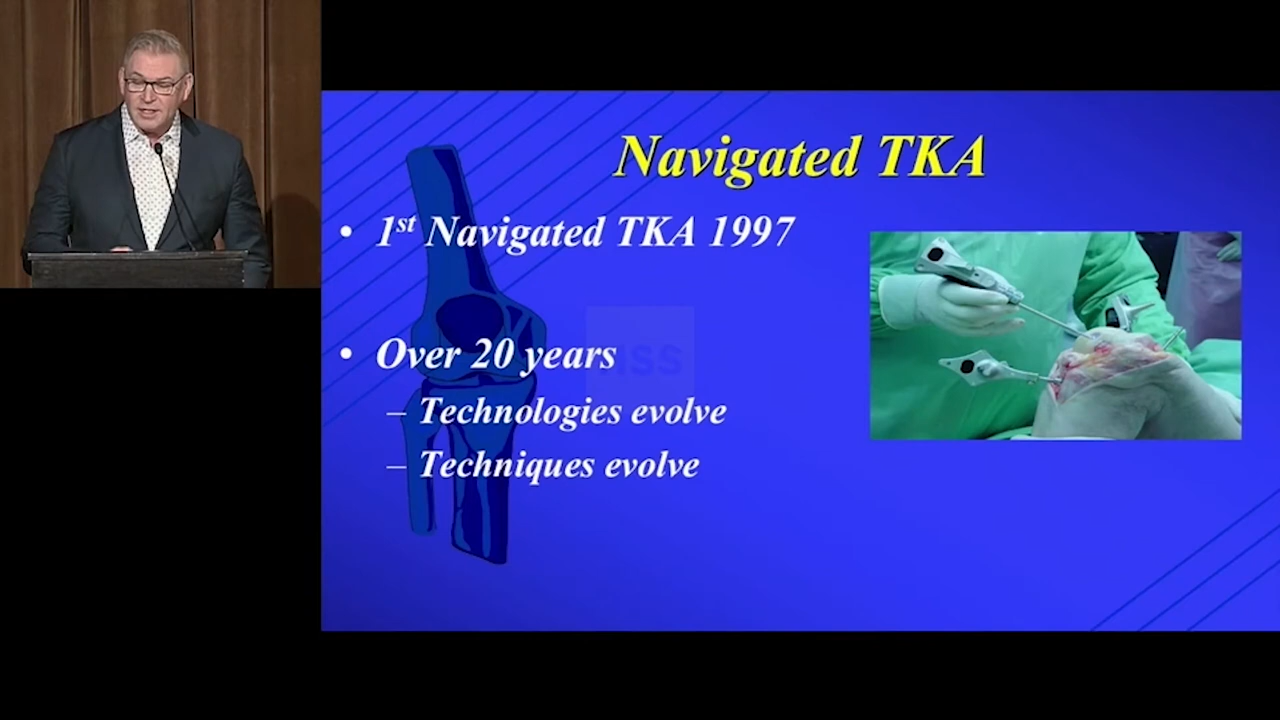 Navigated TKA
• 1st Navigated TKA 1997
• Over 20 years
– Technologies evolve
– Techniques evolve